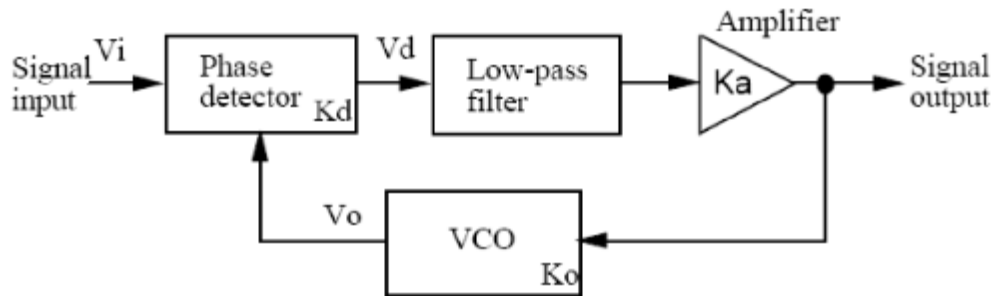 Amplifier
Signal
input
Vi
Phase
detector
Kd
Vd
Low-pass
filter
Ka
Signal
output
Vo
VCO
Ko